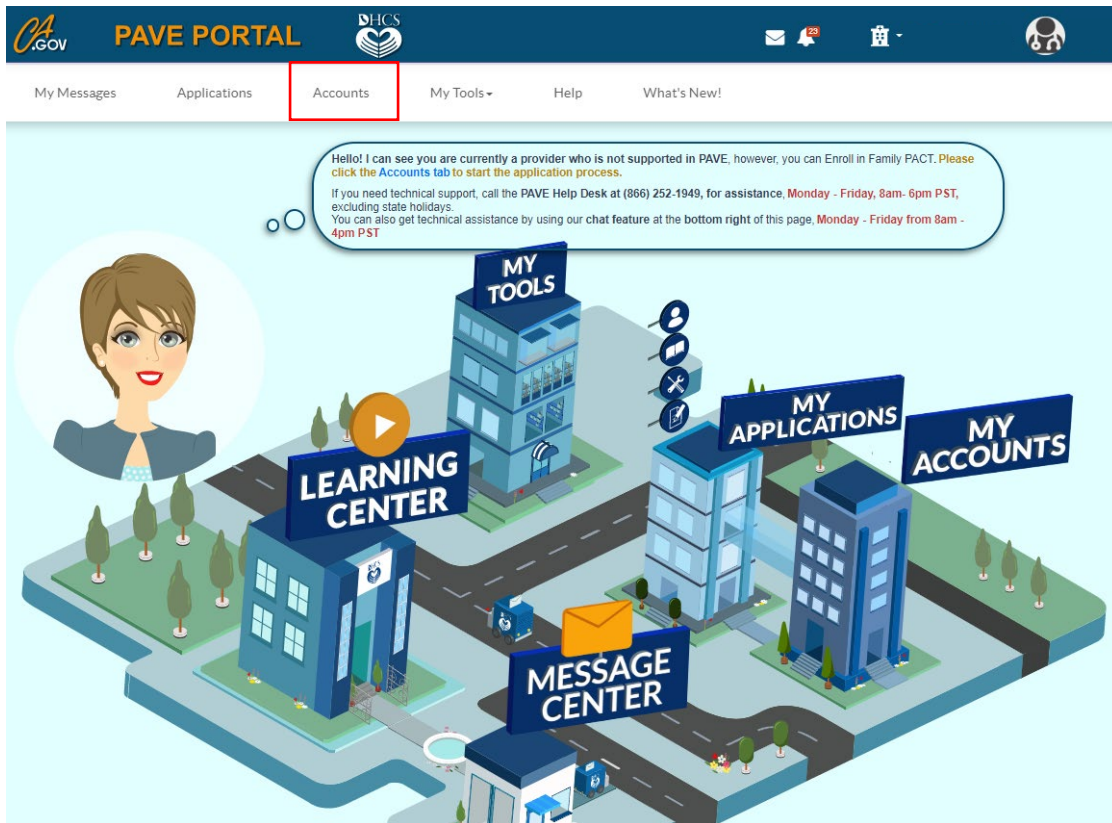 CA.GOV PAVE PORTAL DHCS 23
My Messages Applications Accounts My Tools Help What's New!
Hello! I can see you are currently a provider who is not supported in PAVE, however, you can Enroll in Family PACT. Please
click the Accounts tab to start the application process.
If you need technical support, call the PAVE Help Desk at (866) 252-1949, for assistance, Monday - Friday, 8am- 6pm PST,
excluding state holidays.
You can also get technical assistance by using our chat feature at the bottom right of this page, Monday - Friday from 8am -
4pm PST
MY
TOOLS
MY
APPLICATIONS
MY
ACCOUNTS
LEARNING
CENTER
DHCS
MESSAGE
CENTER